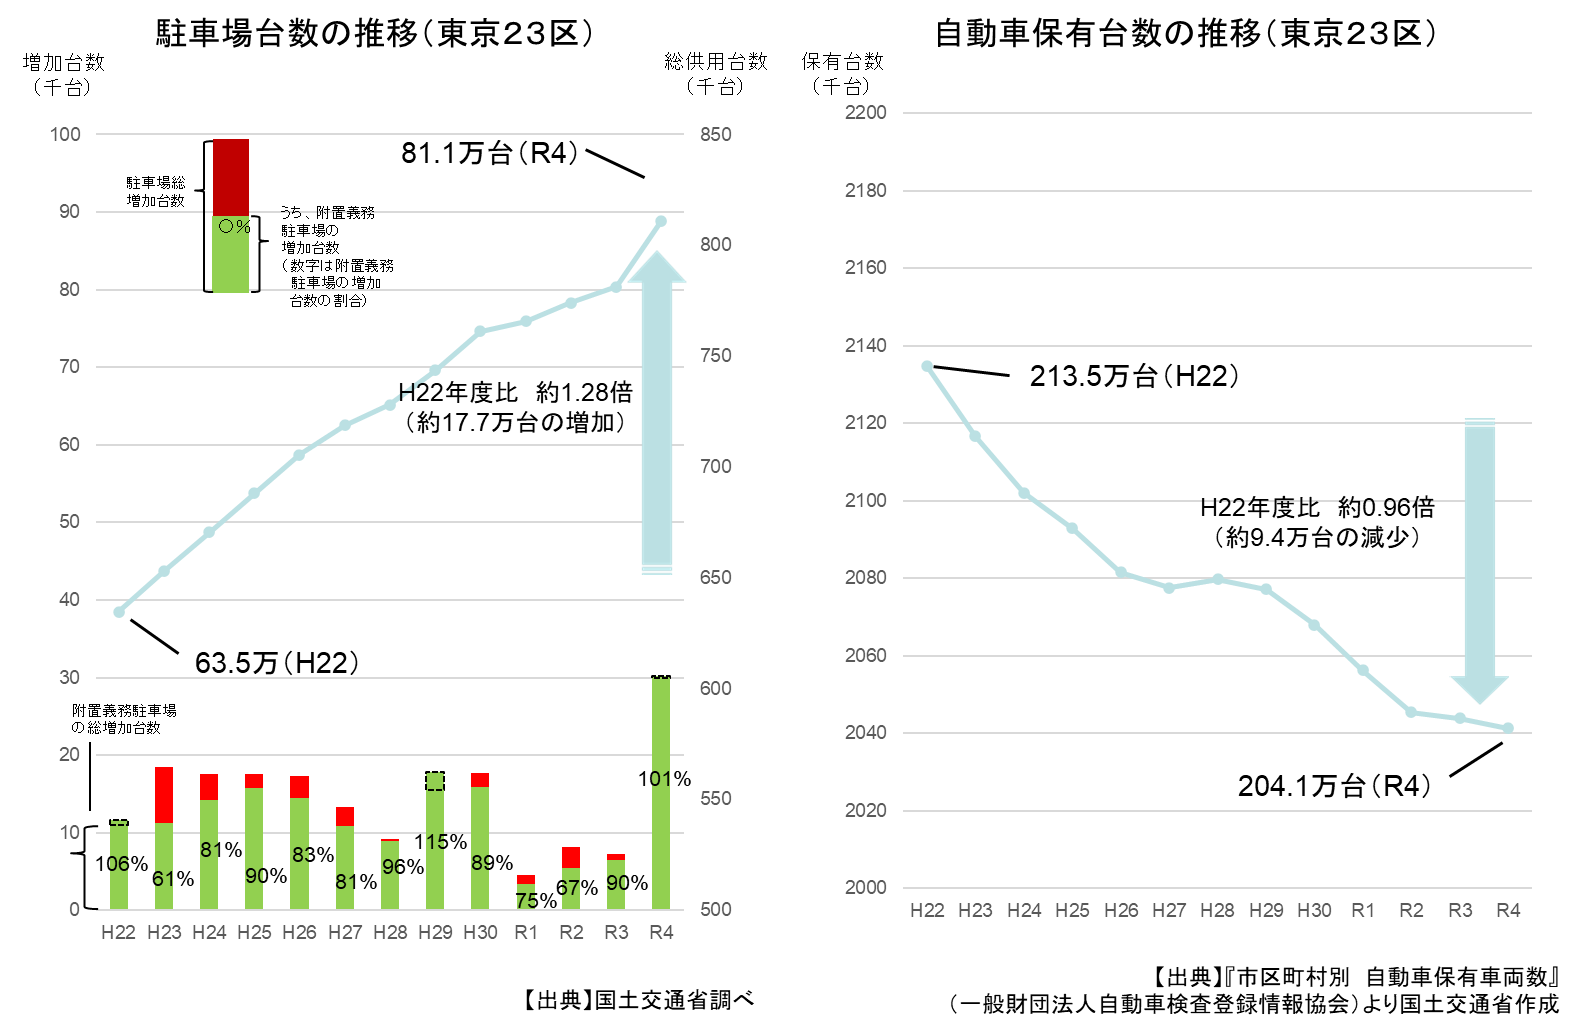 駐車場台数の推移（東京２３区）
増加台数
（千台）
総供用台数
（千台）
100
90
80
70
60
50
40
30
20
10
0
850
800
750
700
650
600
550
500
駐車場総
増加台数
○%
うち、附置義務
駐車場の
増加台数
（数字は附置義務
駐車場の増加
台数の割合）
81.1万台（R4）
H22年度比　約1.28倍
（約17.7万台の増加）
63.5万（H22）
附置義務駐車場
の総増加台数
106%
61%
81%
90%
83%
81%
96%
115%
89%
75%
67%
90%
101%
H22 H23 H24 H25 H26 H27 H28 H29 H30 R1 R2 R3 R4
【出典】国土交通省調べ
自動車保有台数の推移（東京２３区）
保有台数
（千台）
2200
2180
2160
2140
2120
2100
2080
2060
2040
2020
2000
213.5万台（H22）
H22年度比　約0.96倍
（約9.4万台の減少）
204.1万台（R4）
H22 H23 H24 H25 H26 H27 H28 H29 H30 R1 R2 R3 R4
【出典】『市区町村別　自動車保有車両数』
（一般財団法人自動車検査登録情報協会）より国土交通省作成